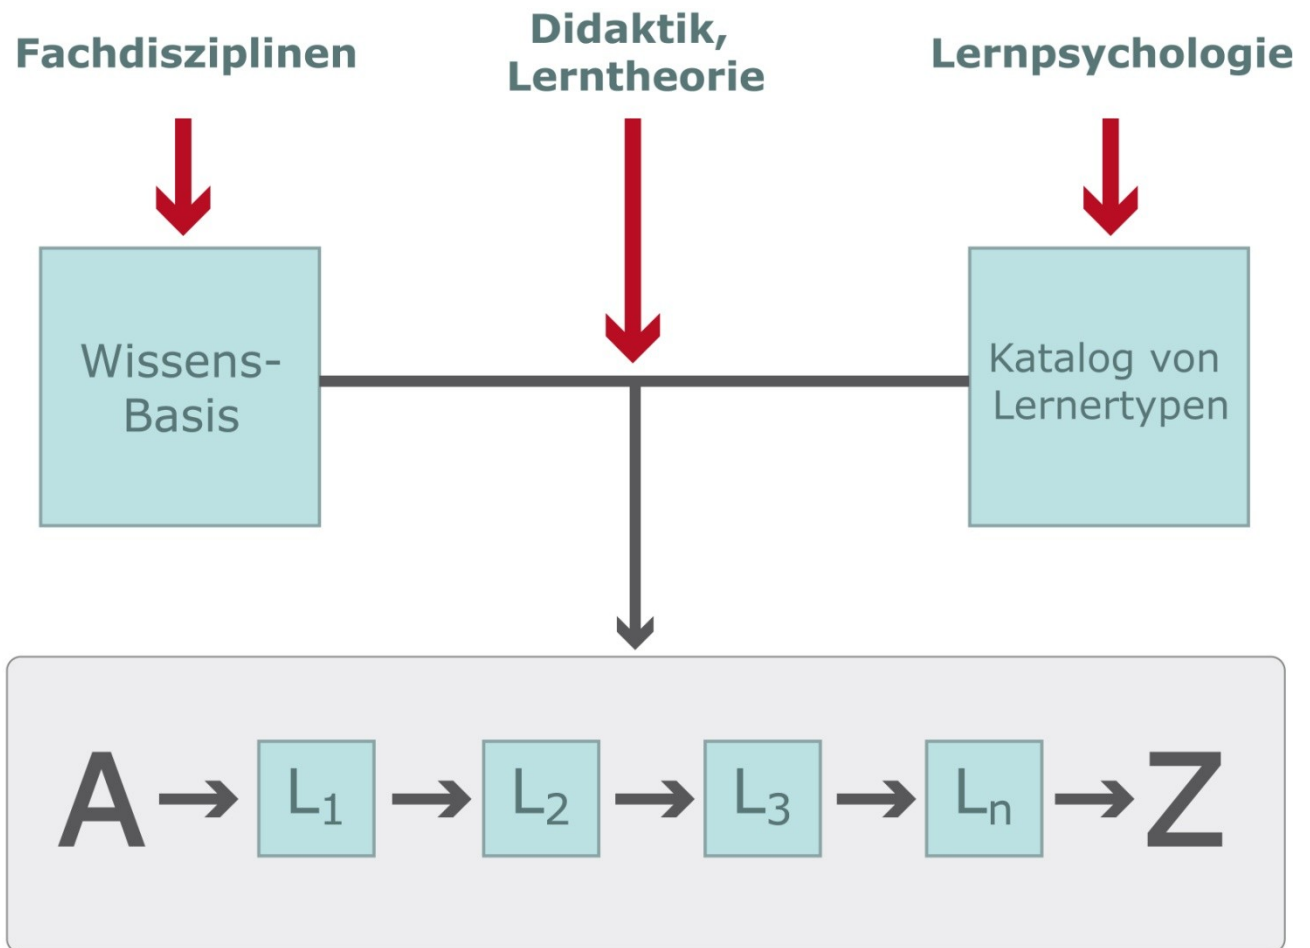 Fachdisziplinen
Didaktik,
Lerntheorie
Lernpsychologie
Wissens-
Basis
Katalog von
Lernertypen
A → L₁ → L₂ → L₃ → Lₙ → Z